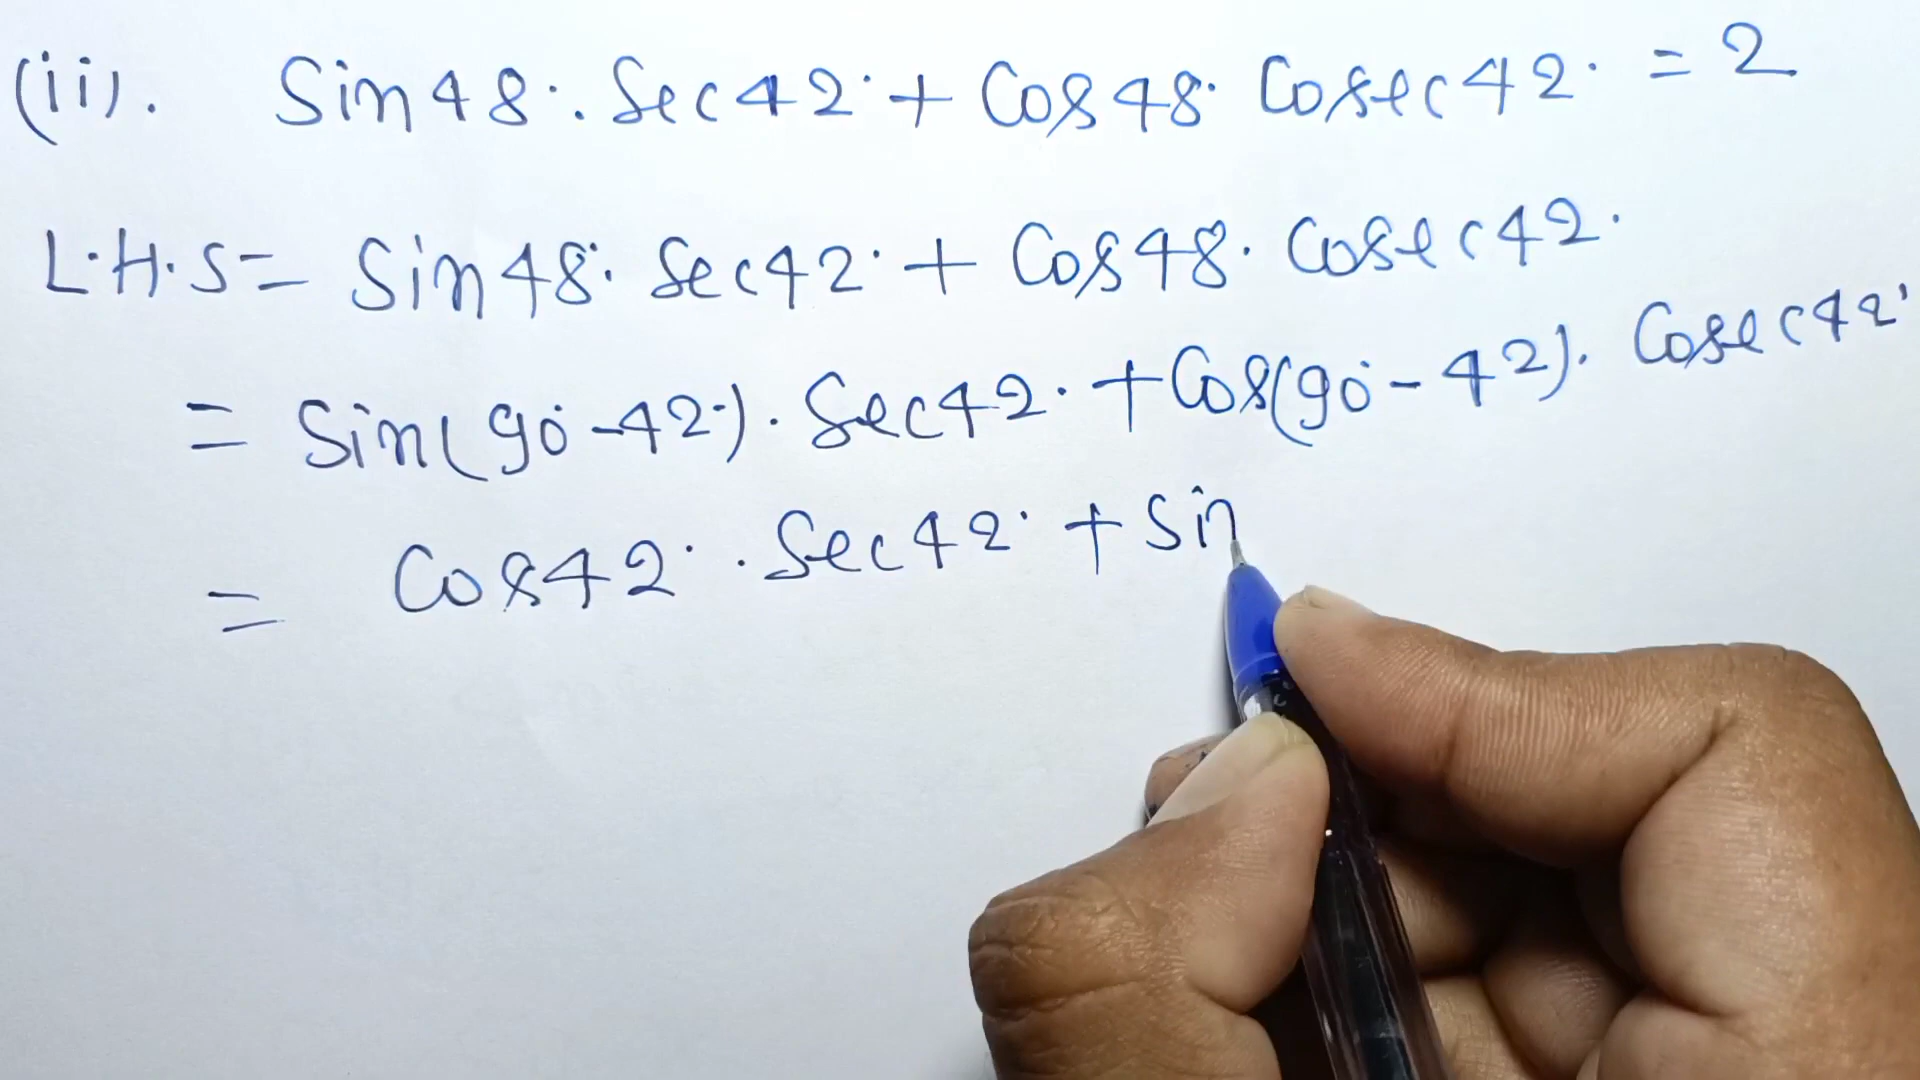 (ii). Sin48°. Sec42° + Cos48° Cosec42° = 2
L.H.S = Sin48°. Sec42° + Cos48°. Cosec42°
= Sin(90°-42°). Sec42° + Cos(90°-42). Cosec42°
= Cos42° . Sec42° + Sin